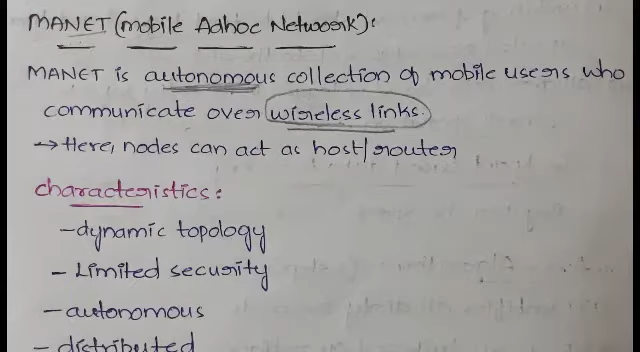 MANET (mobile Adhoc Network):
MANET is autonomous collection of mobile users who
communicate over wireless links.
→ Here, nodes can act as host/router
characteristics:
- dynamic topology
- Limited security
- autonomous
- distributed